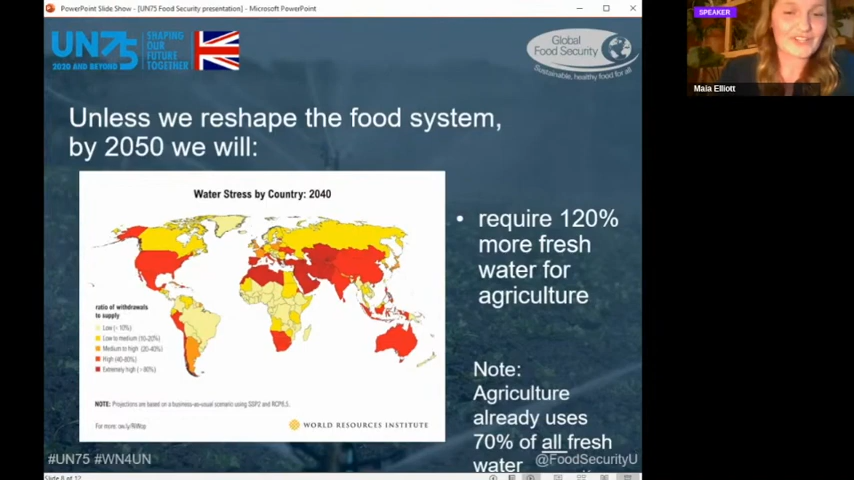 PowerPoint Slide Show - [UN75 Food Security presentation] - Microsoft PowerPoint
SPEAKER
Maia Elliott
UN75
2020 AND BEYOND
SHAPING
OUR
FUTURE
TOGETHER
Global
Food Security
Sustainable, healthy food for all
Unless we reshape the food system,
by 2050 we will:
Water Stress by Country: 2040
ratio of withdrawals
to supply
Low (< 10%)
Low to medium (10-20%)
Medium to high (20-40%)
High (40-80%)
Extremely high (> 80%)
NOTE: Projections are based on a business-as-usual scenario using SSP2 and RCP8.5.
For more:
WORLD RESOURCES INSTITUTE
• require 120%
more fresh
water for
agriculture
Note:
Agriculture
already uses
70% of all fresh
water
#UN75 #WN4UN
@FoodSecurityU
Slide 8 of 12